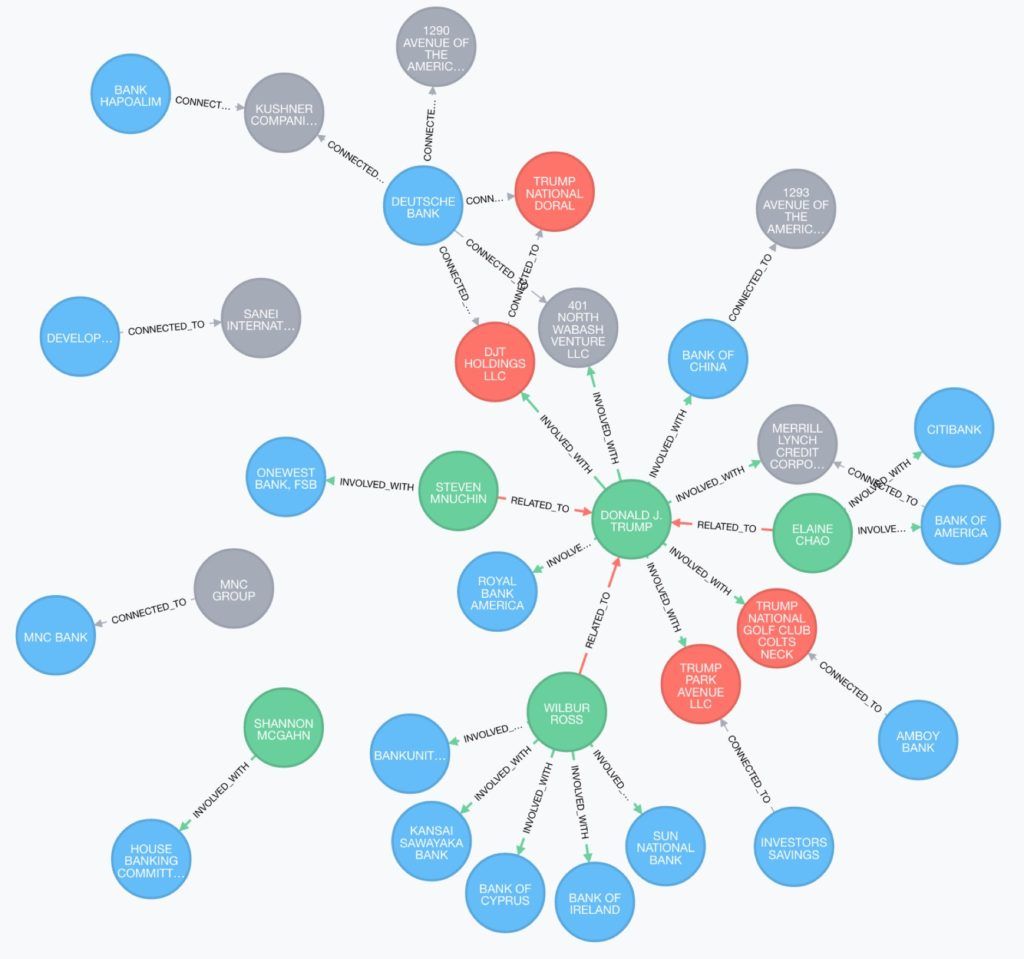 1290
AVENUE OF
THE
AMERIC...
BANK
HAPOALIM
CONNECT...
KUSHNER
COMPANI...
CONNECTE...
CONNECTED...
DEUTSCHE
BANK
CONN...
TRUMP
NATIONAL
DORAL
1293
AVENUE OF
THE
AMERIC...
CONNECTED_...
CONNECTED_...
CONNECTED_TO
CONNECTED_TO
DEVELOP...
CONNECTED_TO
SANEI
INTERNAT...
401
NORTH
WABASH
VENTURE
LLC
DJT
HOLDINGS
LLC
BANK OF
CHINA
INVOLVED_WITH
INVOLVED_WITH
INVOLVED_WITH
MERRILL
LYNCH
CREDIT
CORPO...
CITIBANK
INVOLVED_WITH
CONNECTED_TO
INVOLVED_WITH
ONEWEST
BANK, FSB
INVOLVED_WITH
STEVEN
MNUCHIN
RELATED_TO
DONALD J.
TRUMP
RELATED_TO
ELAINE
CHAO
INVOLVE...
BANK OF
AMERICA
INVOLVE...
ROYAL
BANK
AMERICA
INVOLVED_WITH
INVOLVED_WITH
MNC
GROUP
CONNECTED_TO
MNC BANK
RELATED_TO
TRUMP
NATIONAL
GOLF CLUB
COLTS
NECK
TRUMP
PARK
AVENUE
LLC
CONNECTED_TO
AMBOY
BANK
SHANNON
MCGAHN
INVOLVED_WITH
HOUSE
BANKING
COMMITT...
WILBUR
ROSS
INVOLVED_...
BANKUNIT...
INVOLVED_WITH
INVOLVED_WITH
INVOLVED_WITH
INVOLVED_...
CONNECTED_TO
KANSAI
SAWAYAKA
BANK
BANK OF
CYPRUS
BANK OF
IRELAND
SUN
NATIONAL
BANK
INVESTORS
SAVINGS